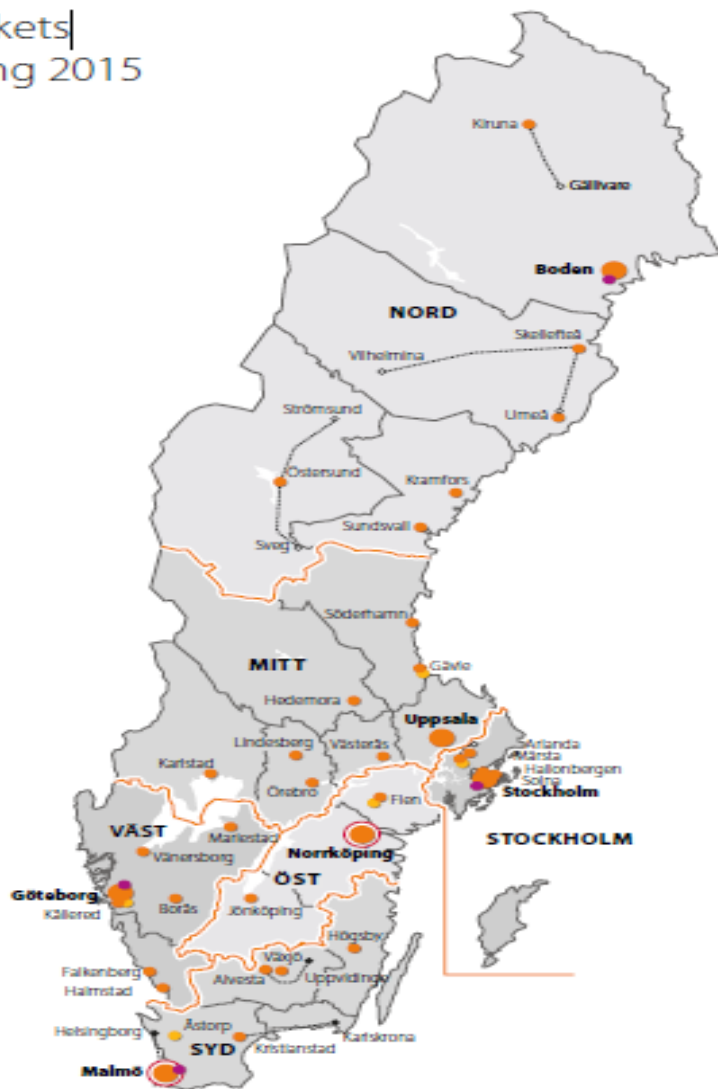 kets
ng 2015
Kiruna
Gällivare
Boden
NORD
Skellefteå
Vilhelmina
Strömsund
Umeå
Östersund
Kramfors
Sundsvall
Sveg
Söderhamn
MITT
Gävle
Hedemora
Uppsala
Lindesberg
Västerås
Arlanda
Märsta
Karlstad
Hallonbergen
Solna
Örebro
Flen
Stockholm
VÄST
Mariestad
STOCKHOLM
Vänersborg
Norrköping
ÖST
Göteborg
Kållered
Borås
Jönköping
Högsby
Växjö
Falkenberg
Alvesta
Uppvidinge
Halmstad
Åstorp
Helsingborg
Karlskrona
SYD
Kristianstad
Malmö